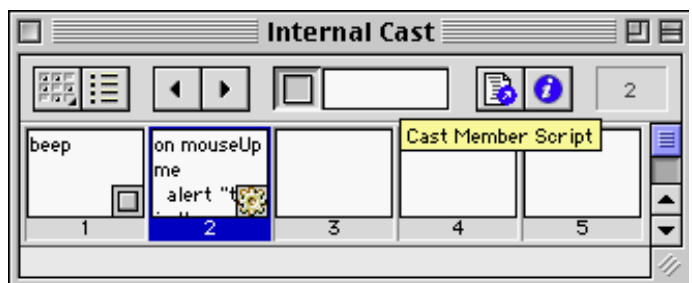 Internal Cast
2
Cast Member Script
beep
on mouseUp
me
alert "t
1
2
3
4
5